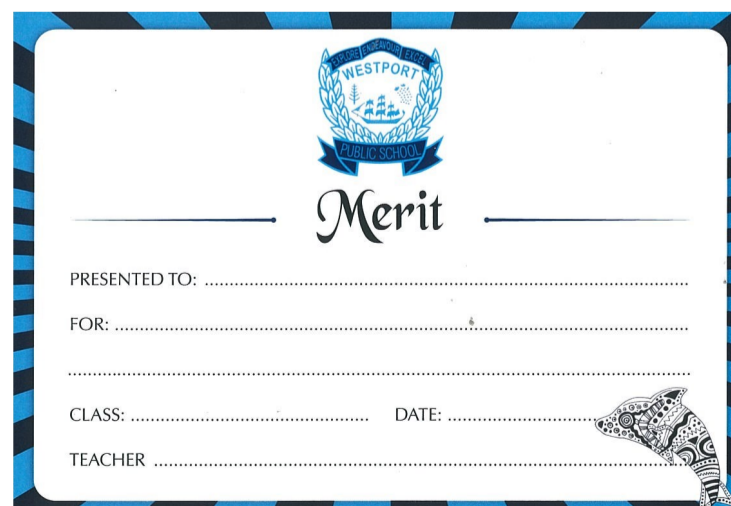 EXPLORE ENDEAVOUR EXCEL
WESTPORT
PUBLIC SCHOOL
Merit
PRESENTED TO: ......................................................
FOR: ......................................................
......................................................
CLASS: .............................. DATE: ..............................
TEACHER ......................................................